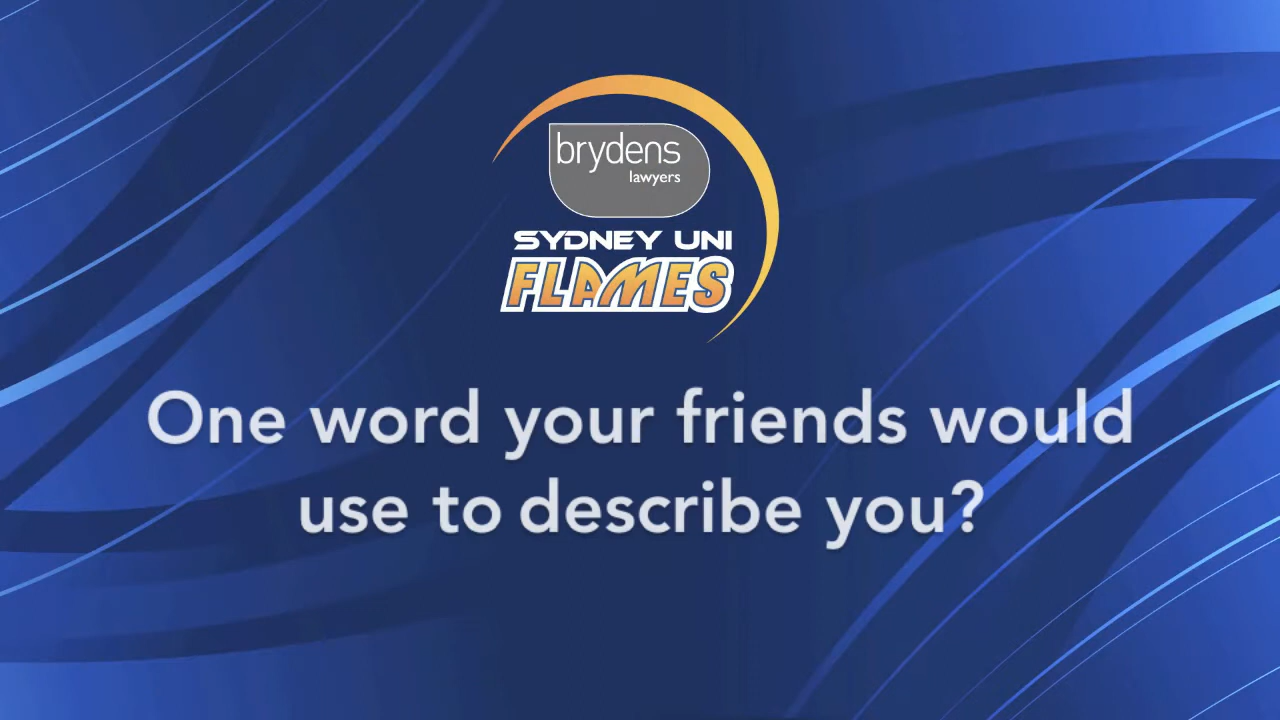 brydens
lawyers
SYDNEY UNI
FLAMES
One word your friends would
use to describe you?